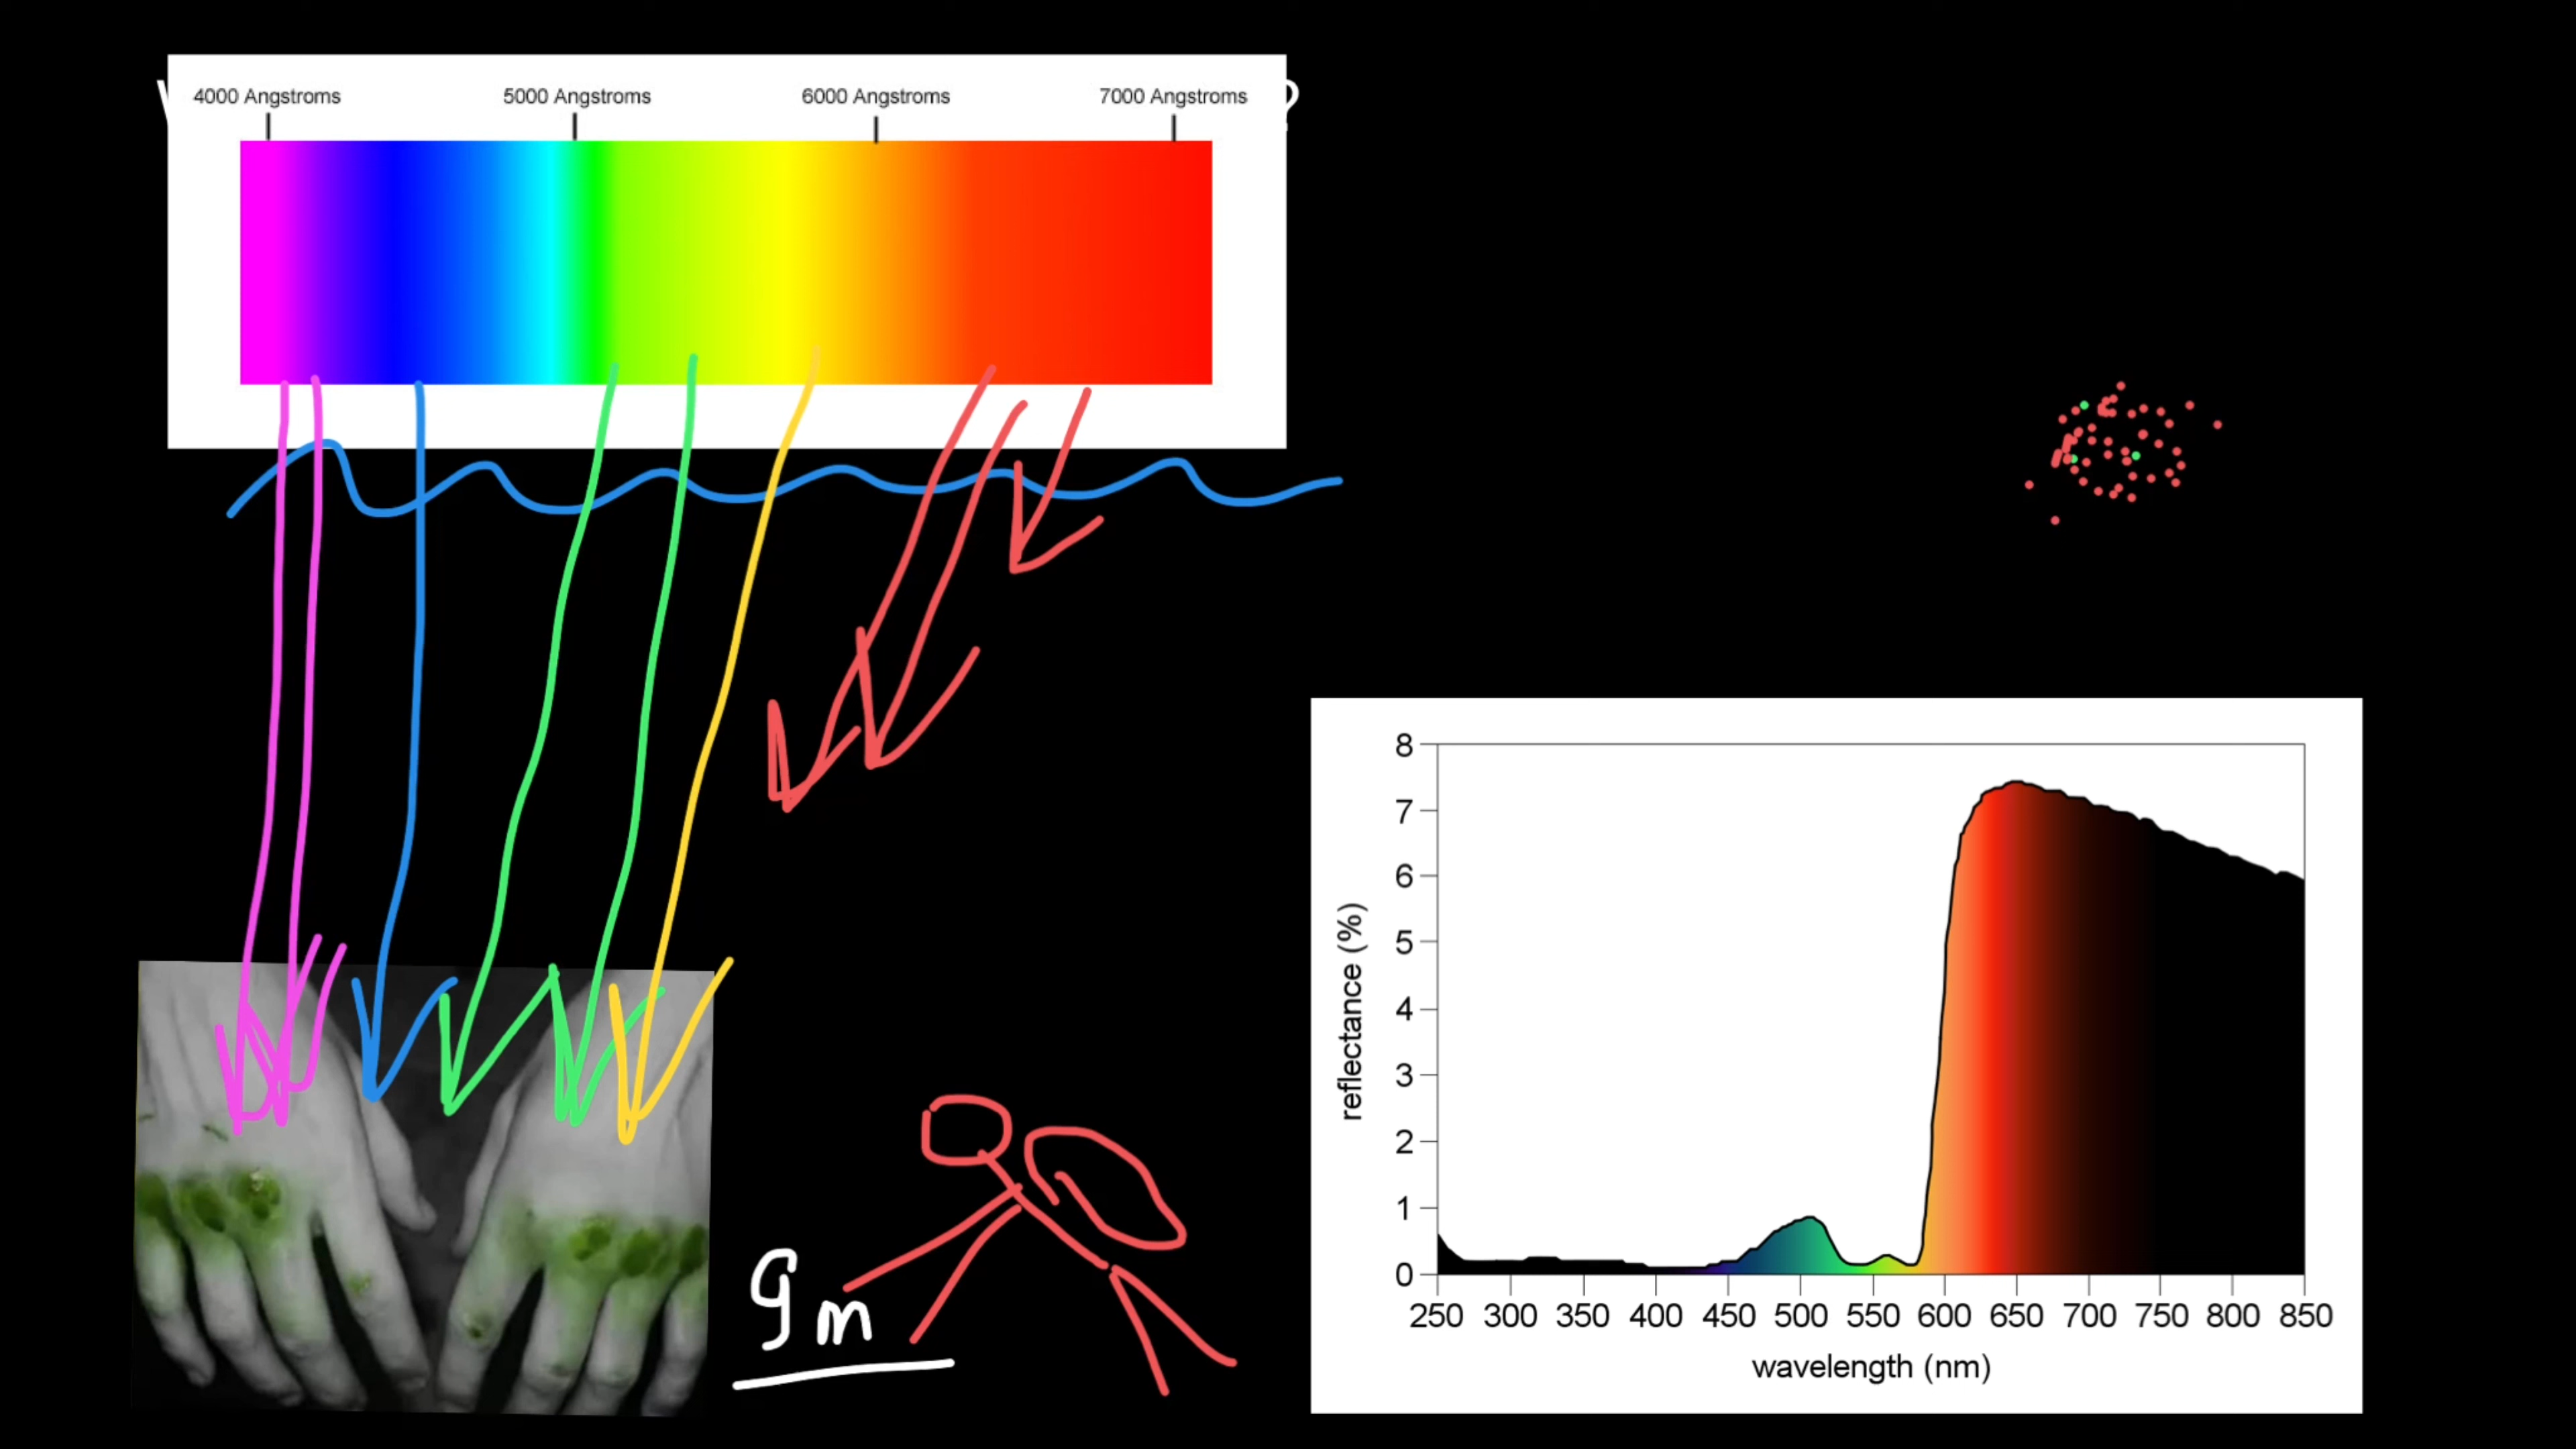 4000 Angstroms 5000 Angstroms 6000 Angstroms 7000 Angstroms
?
8
7
6
5
4
3
2
1
0
reflectance (%)
250 300 350 400 450 500 550 600 650 700 750 800 850
wavelength (nm)
9m